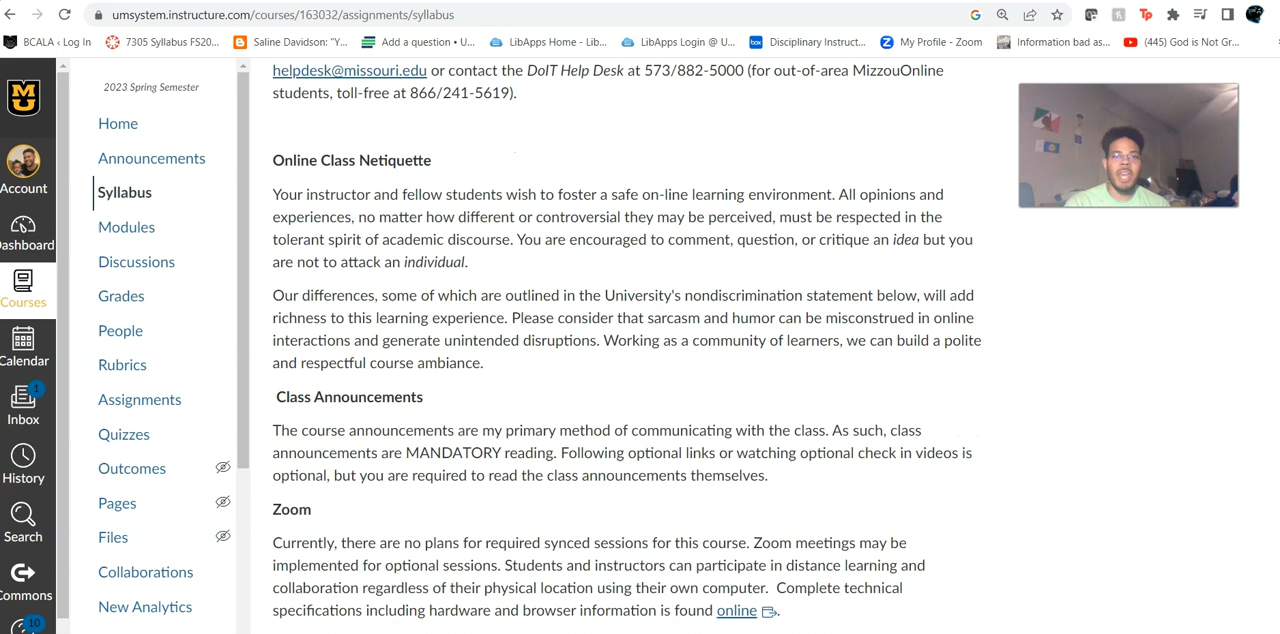 umsystem.instructure.com/courses/163032/assignments/syllabus
BCALA ‹ Log In
7305 Syllabus FS20...
Saline Davidson: "Y...
Add a question • U...
LibApps Home - Lib...
LibApps Login @ U...
box
Disciplinary Instruct...
My Profile - Zoom
Information bad as...
(445) God is Not Gr...
Account
Dashboard
Courses
Calendar
1
Inbox
History
Search
Commons
10
2023 Spring Semester
Home
Announcements
Syllabus
Modules
Discussions
Grades
People
Rubrics
Assignments
Quizzes
Outcomes
Pages
Files
Collaborations
New Analytics
helpdesk@missouri.edu or contact the DoIT Help Desk at 573/882-5000 (for out-of-area MizzouOnline
students, toll-free at 866/241-5619).
Online Class Netiquette
Your instructor and fellow students wish to foster a safe on-line learning environment. All opinions and
experiences, no matter how different or controversial they may be perceived, must be respected in the
tolerant spirit of academic discourse. You are encouraged to comment, question, or critique an idea but you
are not to attack an individual.
Our differences, some of which are outlined in the University's nondiscrimination statement below, will add
richness to this learning experience. Please consider that sarcasm and humor can be misconstrued in online
interactions and generate unintended disruptions. Working as a community of learners, we can build a polite
and respectful course ambiance.
Class Announcements
The course announcements are my primary method of communicating with the class. As such, class
announcements are MANDATORY reading. Following optional links or watching optional check in videos is
optional, but you are required to read the class announcements themselves.
Zoom
Currently, there are no plans for required synced sessions for this course. Zoom meetings may be
implemented for optional sessions. Students and instructors can participate in distance learning and
collaboration regardless of their physical location using their own computer. Complete technical
specifications including hardware and browser information is found online.